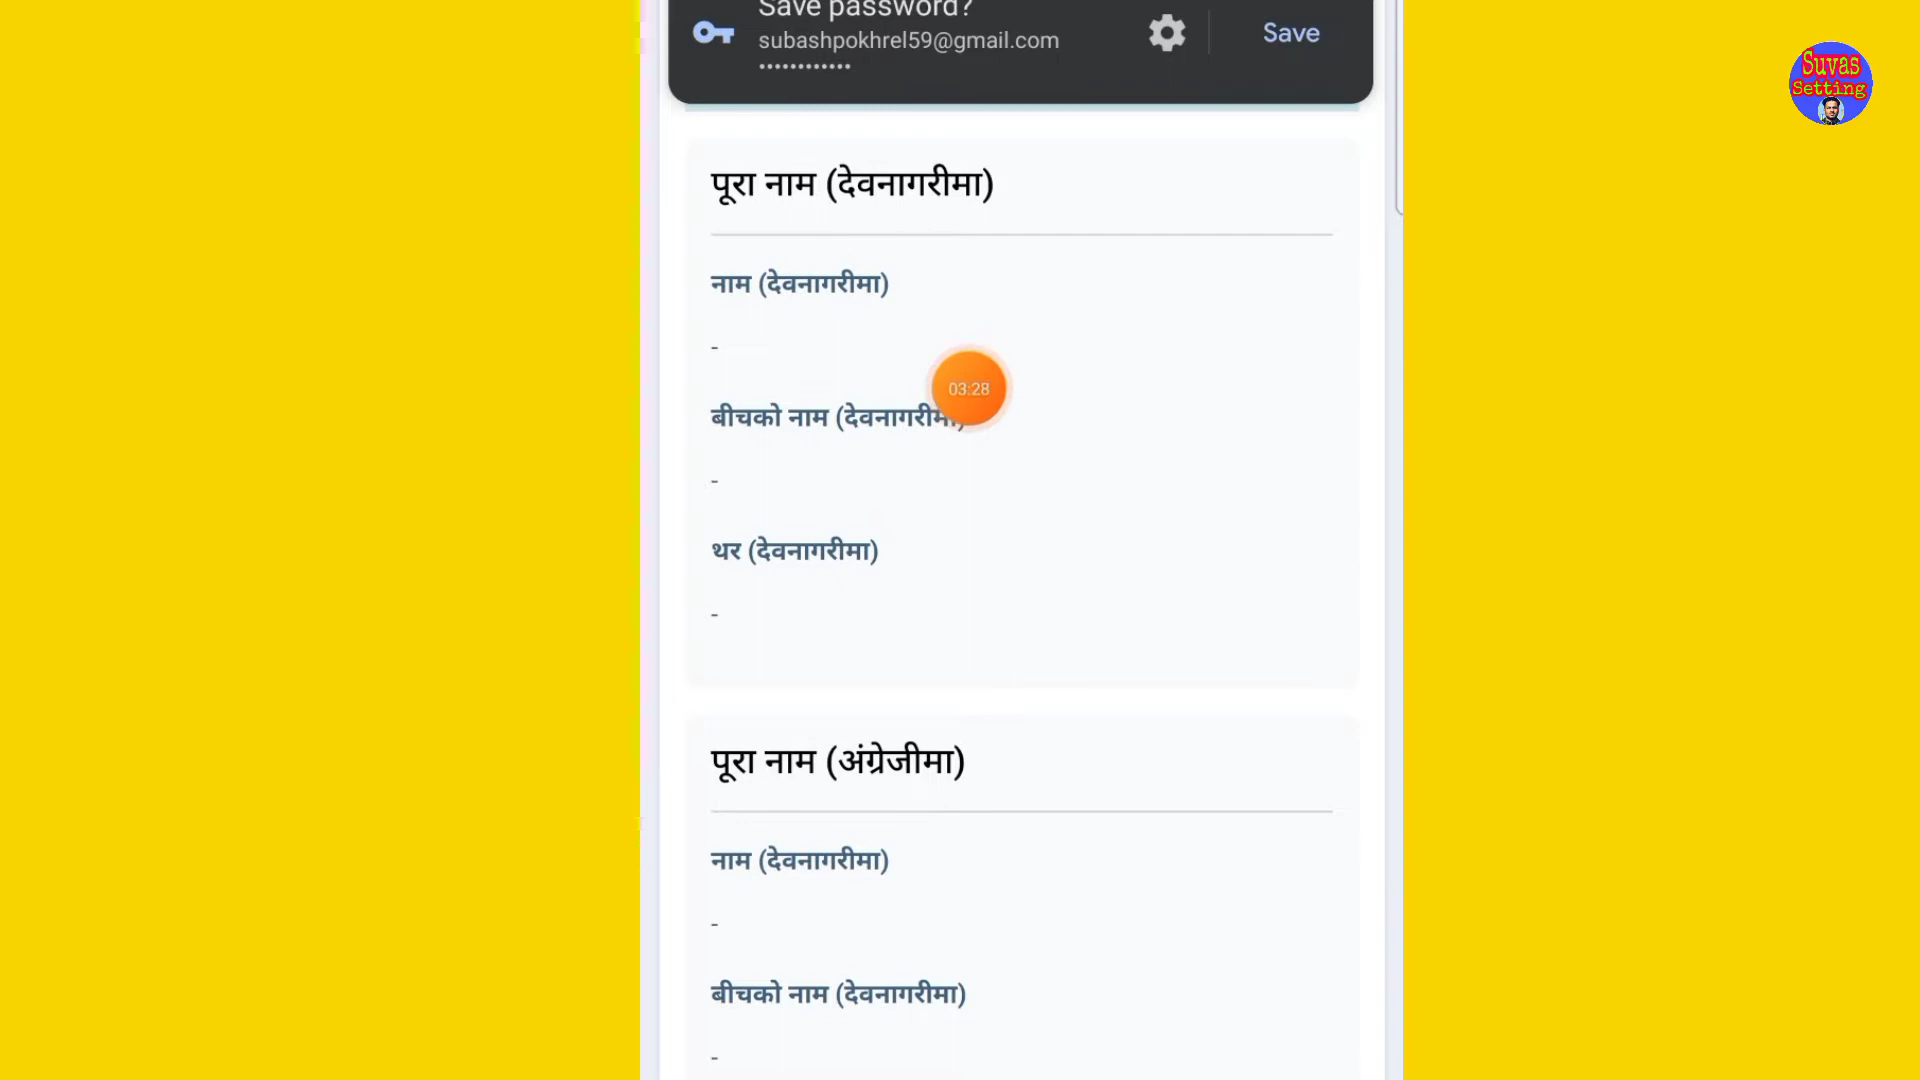 Save password?
subashpokhrel59@gmail.com
••••••••••••
Save
Suvas
Setting
पूरा नाम (देवनागरीमा)
नाम (देवनागरीमा)
-
03:28
बीचको नाम (देवनागरीमा)
-
थर (देवनागरीमा)
-
पूरा नाम (अंग्रेजीमा)
नाम (देवनागरीमा)
-
बीचको नाम (देवनागरीमा)
-